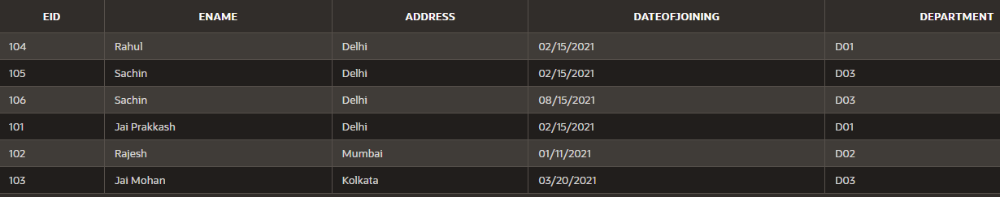 EID ENAME ADDRESS DATEOFJOINING DEPARTMENT
104 Rahul Delhi 02/15/2021 D01
105 Sachin Delhi 02/15/2021 D03
106 Sachin Delhi 08/15/2021 D03
101 Jai Prakkash Delhi 02/15/2021 D01
102 Rajesh Mumbai 01/11/2021 D02
103 Jai Mohan Kolkata 03/20/2021 D03